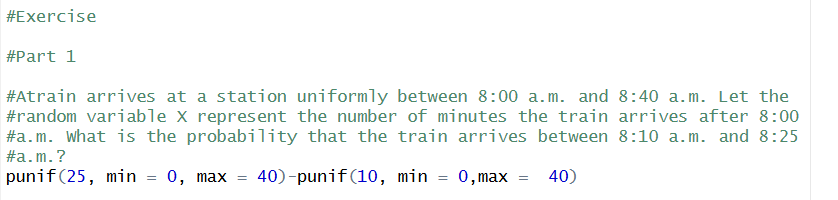 #Exercise
#Part 1
#Atrain arrives at a station uniformly between 8:00 a.m. and 8:40 a.m. Let the
#random variable X represent the number of minutes the train arrives after 8:00
#a.m. What is the probability that the train arrives between 8:10 a.m. and 8:25
#a.m.?
punif(25, min = 0, max = 40)-punif(10, min = 0,max =  40)